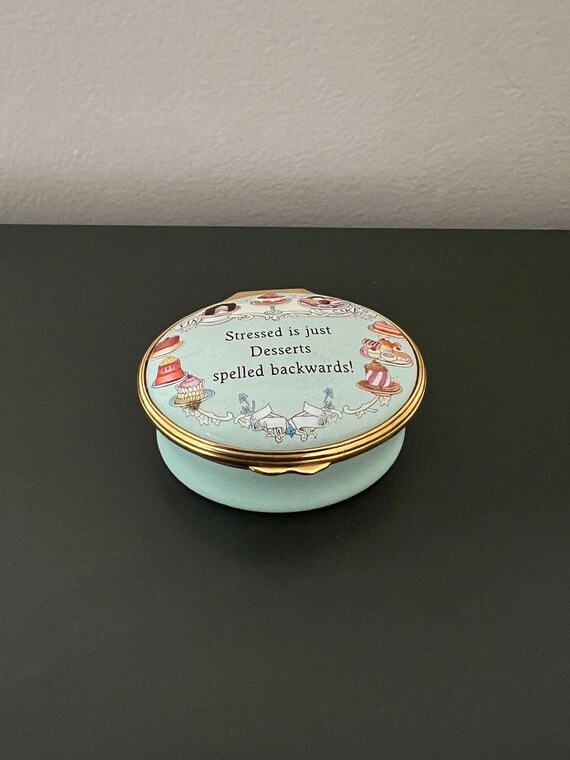 Stressed is just
Desserts
spelled backwards!